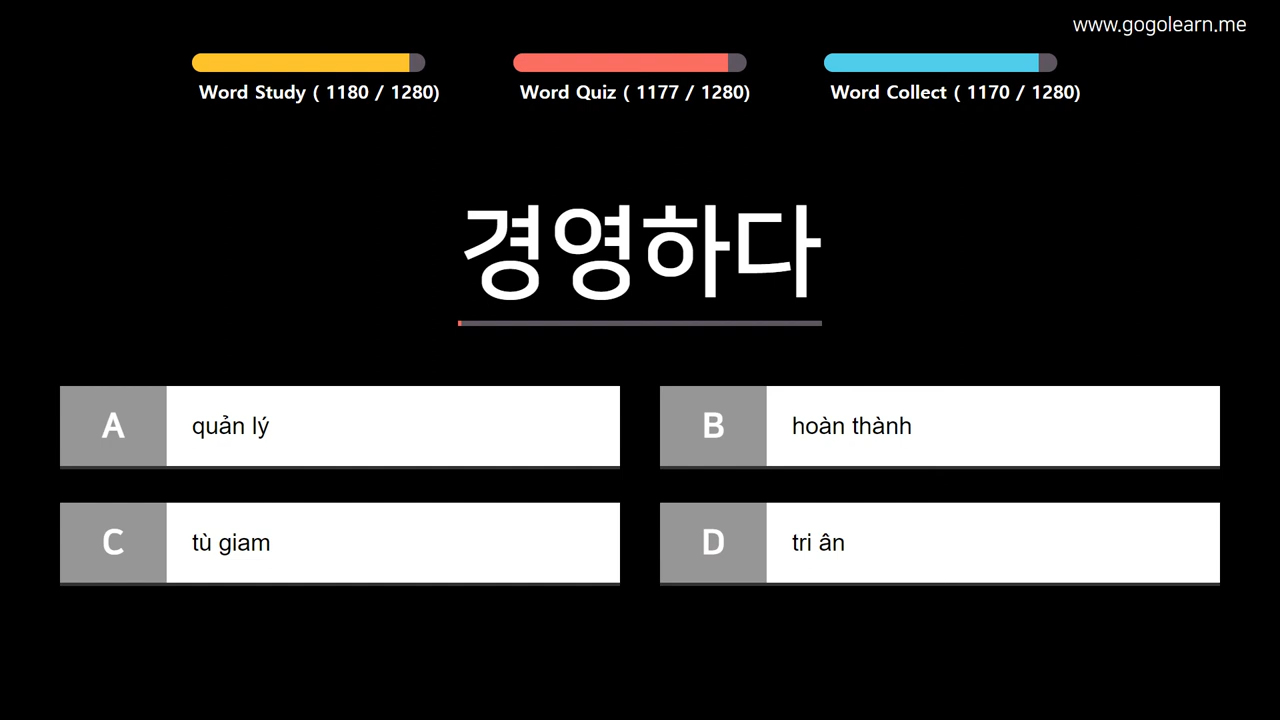 www.gogolearn.me
Word Study ( 1180 / 1280)
Word Quiz ( 1177 / 1280)
Word Collect ( 1170 / 1280)
경영하다
A quản lý
B hoàn thành
C tù giam
D tri ân